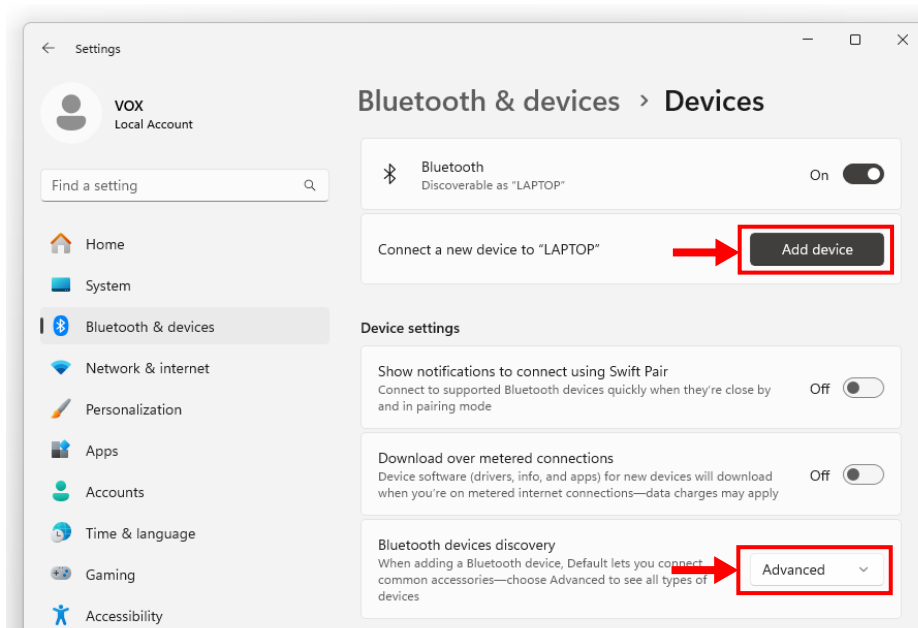 Settings
VOX
Local Account
Find a setting
Home
System
Bluetooth & devices
Network & internet
Personalization
Apps
Accounts
Time & language
Gaming
Accessibility
Bluetooth & devices › Devices
Bluetooth
Discoverable as "LAPTOP"
On
Connect a new device to "LAPTOP"
Add device
Device settings
Show notifications to connect using Swift Pair
Connect to supported Bluetooth devices quickly when they're close by
and in pairing mode
Off
Download over metered connections
Device software (drivers, info, and apps) for new devices will download
when you're on metered internet connections—data charges may apply
Off
Bluetooth devices discovery
When adding a Bluetooth device, Default lets you connect
common accessories—choose Advanced to see all types of
devices
Advanced